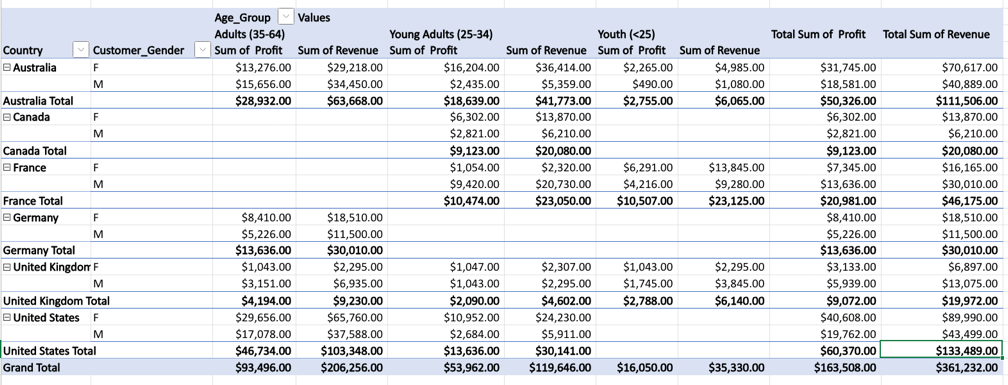 Age_Group Values
Adults (35-64) Young Adults (25-34) Youth (<25) Total Sum of Profit Total Sum of Revenue
Country Customer_Gender Sum of Profit Sum of Revenue Sum of Profit Sum of Revenue Sum of Profit Sum of Revenue
Australia F $13,276.00 $29,218.00 $16,204.00 $36,414.00 $2,265.00 $4,985.00 $31,745.00 $70,617.00
M $15,656.00 $34,450.00 $2,435.00 $5,359.00 $490.00 $1,080.00 $18,581.00 $40,889.00
Australia Total $28,932.00 $63,668.00 $18,639.00 $41,773.00 $2,755.00 $6,065.00 $50,326.00 $111,506.00
Canada F $6,302.00 $13,870.00 $6,302.00 $13,870.00
M $2,821.00 $6,210.00 $2,821.00 $6,210.00
Canada Total $9,123.00 $20,080.00 $9,123.00 $20,080.00
France F $1,054.00 $2,320.00 $6,291.00 $13,845.00 $7,345.00 $16,165.00
M $9,420.00 $20,730.00 $4,216.00 $9,280.00 $13,636.00 $30,010.00
France Total $10,474.00 $23,050.00 $10,507.00 $23,125.00 $20,981.00 $46,175.00
Germany F $8,410.00 $18,510.00 $8,410.00 $18,510.00
M $5,226.00 $11,500.00 $5,226.00 $11,500.00
Germany Total $13,636.00 $30,010.00 $13,636.00 $30,010.00
United Kingdom F $1,043.00 $2,295.00 $1,047.00 $2,307.00 $1,043.00 $2,295.00 $3,133.00 $6,897.00
M $3,151.00 $6,935.00 $1,043.00 $2,295.00 $1,745.00 $3,845.00 $5,939.00 $13,075.00
United Kingdom Total $4,194.00 $9,230.00 $2,090.00 $4,602.00 $2,788.00 $6,140.00 $9,072.00 $19,972.00
United States F $29,656.00 $65,760.00 $10,952.00 $24,230.00 $40,608.00 $89,990.00
M $17,078.00 $37,588.00 $2,684.00 $5,911.00 $19,762.00 $43,499.00
United States Total $46,734.00 $103,348.00 $13,636.00 $30,141.00 $60,370.00 $133,489.00
Grand Total $93,496.00 $206,256.00 $53,962.00 $119,646.00 $16,050.00 $35,330.00 $163,508.00 $361,232.00